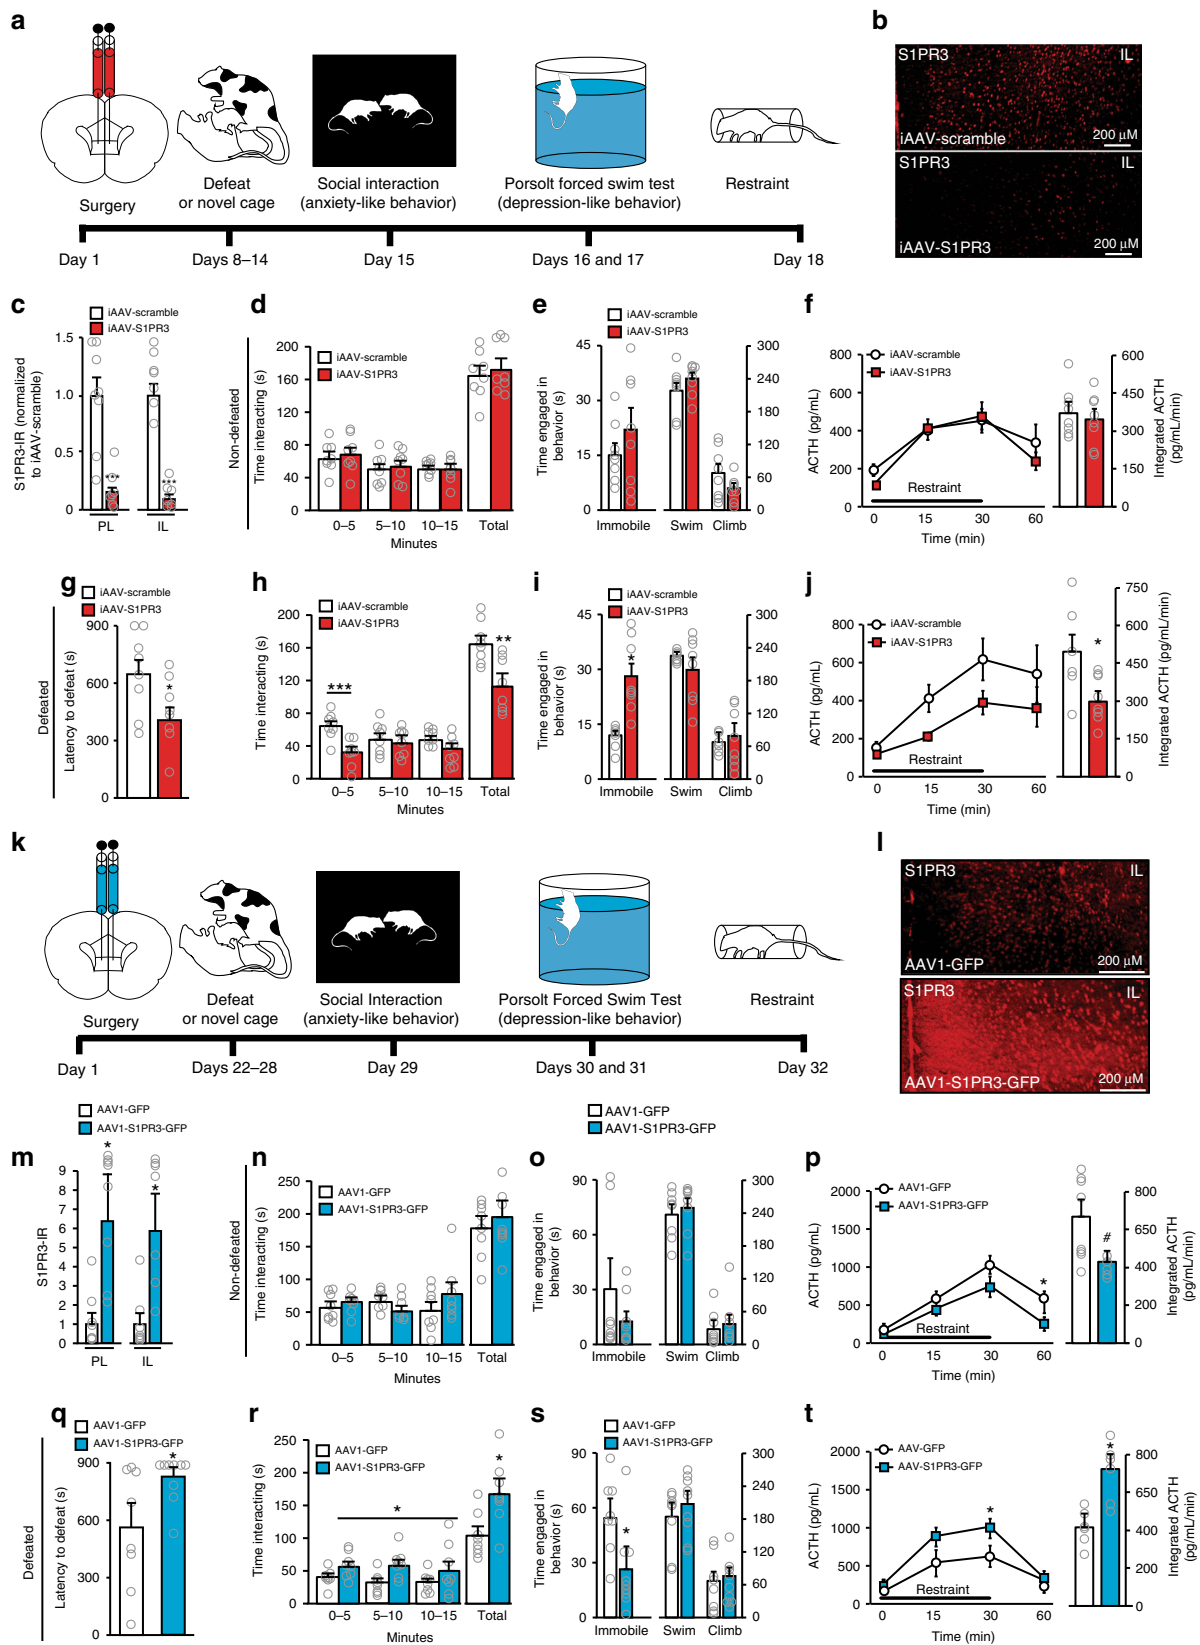 a
Surgery
Defeat
or novel cage
Social interaction
(anxiety-like behavior)
Porsolt forced swim test
(depression-like behavior)
Restraint
Day 1
Days 8–14
Day 15
Days 16 and 17
Day 18
b
S1PR3
IL
iAAV-scramble
200 μM
S1PR3
IL
iAAV-S1PR3
200 μM
c
iAAV-scramble
iAAV-S1PR3
S1PR3-IR (normalized
to iAAV-scramble)
1.5
1.0
0.5
0
***
***
PL
IL
d
Non-defeated
Time interacting (s)
iAAV-scramble
iAAV-S1PR3
200
160
120
80
40
0
0–5
5–10
10–15
Total
Minutes
e
iAAV-scramble
iAAV-S1PR3
Time engaged in
behavior (s)
45
30
15
0
300
240
180
120
60
0
Immobile
Swim
Climb
f
iAAV-scramble
iAAV-S1PR3
ACTH (pg/mL)
800
600
400
200
0
Restraint
0
15
30
60
Time (min)
600
450
300
150
0
Integrated ACTH
(pg/mL/min)
g
Defeated
iAAV-scramble
iAAV-S1PR3
Latency to defeat (s)
900
600
300
0
*
h
iAAV-scramble
iAAV-S1PR3
Time interacting (s)
200
160
120
80
40
0
***
**
0–5
5–10
10–15
Total
Minutes
i
iAAV-scramble
iAAV-S1PR3
Time engaged in
behavior (s)
45
30
15
0
*
300
240
180
120
60
0
Immobile
Swim
Climb
j
iAAV-scramble
iAAV-S1PR3
ACTH (pg/mL)
800
600
400
200
0
Restraint
0
15
30
60
Time (min)
*
750
600
450
300
150
0
Integrated ACTH (pg/mL/min)
k
Surgery
Defeat
or novel cage
Social Interaction
(anxiety-like behavior)
Porsolt Forced Swim Test
(depression-like behavior)
Restraint
Day 1
Days 22–28
Day 29
Days 30 and 31
Day 32
l
S1PR3
IL
AAV1-GFP
200 μM
S1PR3
IL
AAV1-S1PR3-GFP
200 μM
m
AAV1-GFP
AAV1-S1PR3-GFP
S1PR3-IR
9
8
7
6
5
4
3
2
1
0
*
*
PL
IL
n
Non-defeated
Time interacting (s)
AAV1-GFP
AAV1-S1PR3-GFP
250
200
150
100
50
0
0–5
5–10
10–15
Total
Minutes
o
AAV1-GFP
AAV1-S1PR3-GFP
Time engaged in
behavior (s)
90
60
30
0
300
240
180
120
60
0
Immobile
Swim
Climb
p
AAV1-GFP
AAV1-S1PR3-GFP
ACTH (pg/mL)
2000
1500
1000
500
0
*
Restraint
0
15
30
60
Time (min)
#
800
600
400
200
0
Integrated ACTH
(pg/mL/min)
q
Defeated
AAV1-GFP
AAV1-S1PR3-GFP
Latency to defeat (s)
900
600
300
0
*
r
AAV1-GFP
AAV1-S1PR3-GFP
Time interacting (s)
250
200
150
100
50
0
*
*
0–5
5–10
10–15
Total
Minutes
s
AAV1-GFP
AAV1-S1PR3-GFP
Time engaged in
behavior (s)
90
60
30
0
*
300
240
180
120
60
0
Immobile
Swim
Climb
t
AAV-GFP
AAV-S1PR3-GFP
ACTH (pg/mL)
2000
1500
1000
500
0
*
Restraint
0
15
30
60
Time (min)
*
800
600
400
200
0
Integrated ACTH
(pg/mL/min)